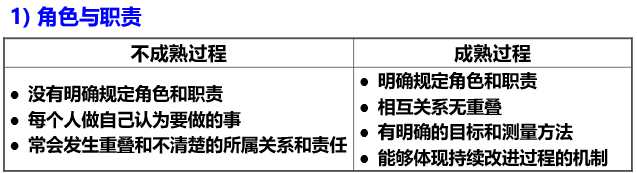 1) 角色与职责
不成熟过程
成熟过程
● 没有明确规定角色和职责
● 每个人做自己认为要做的事
● 常会发生重叠和不清楚的所属关系和责任
● 明确规定角色和职责
● 相互关系无重叠
● 有明确的目标和测量方法
● 能够体现持续改进过程的机制